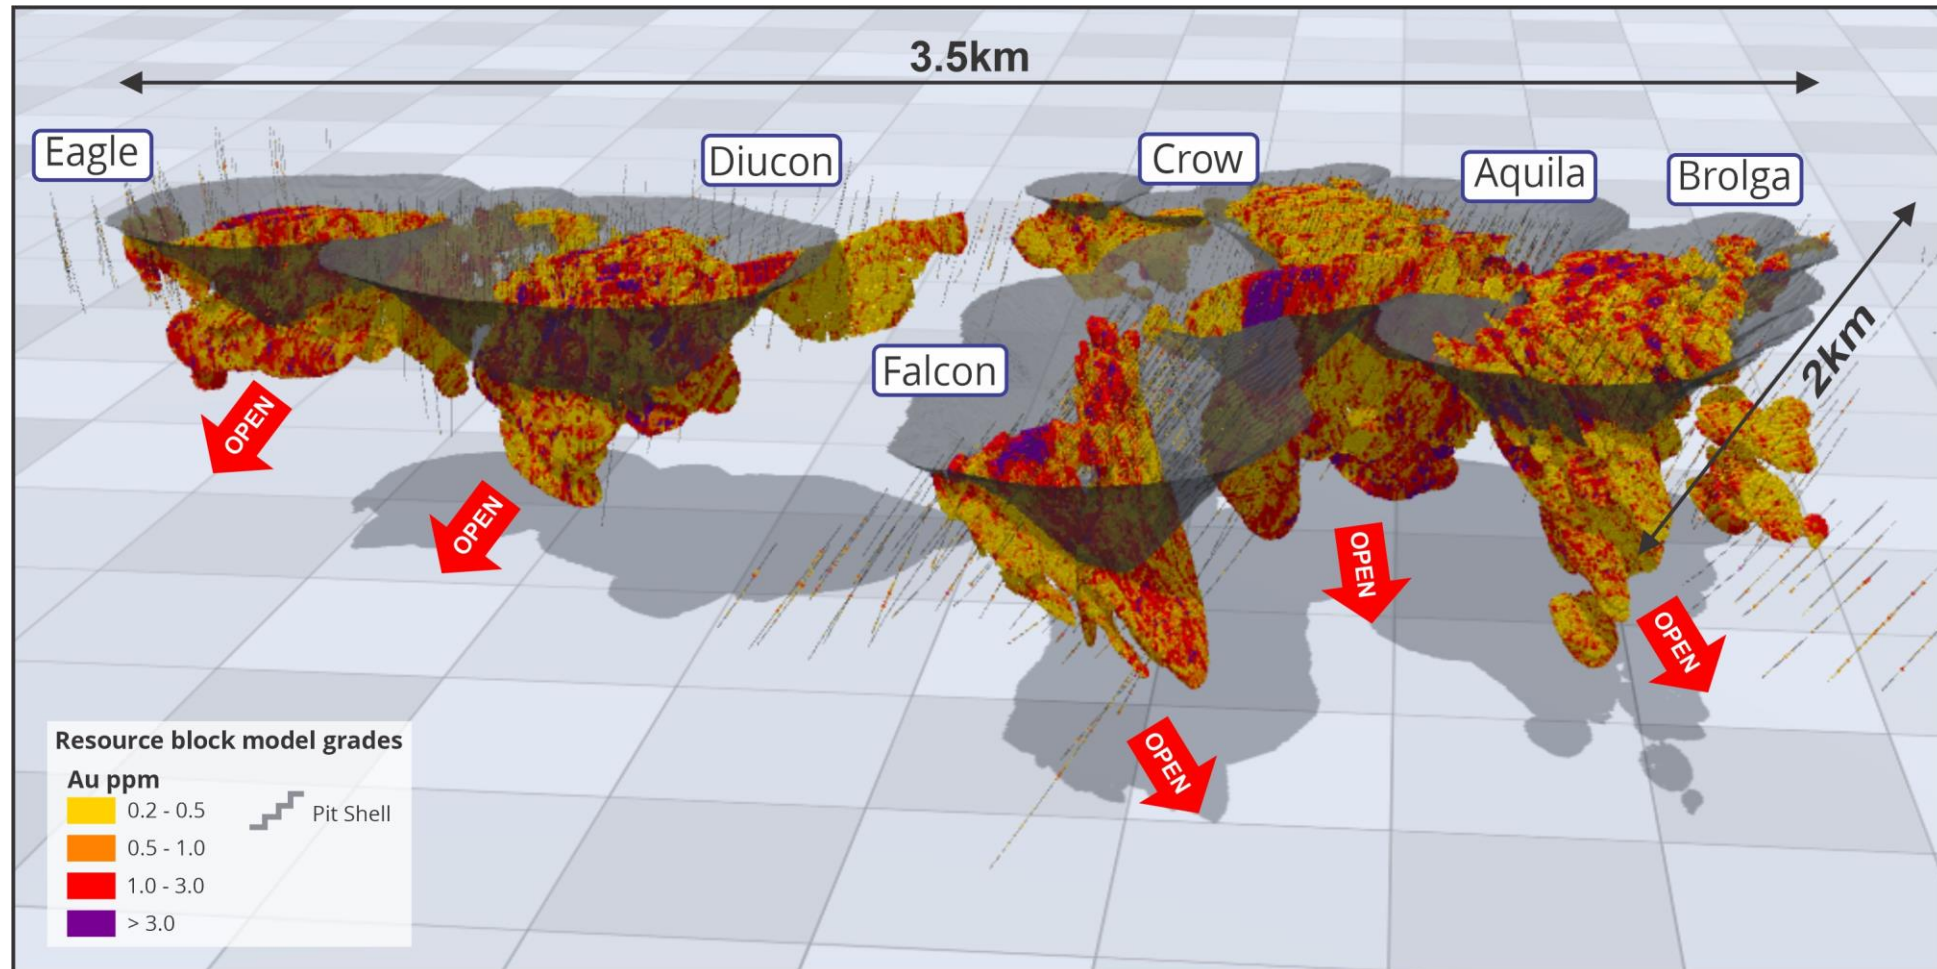 3.5km
Eagle
Diucon
Crow
Aquila
Brolga
2km
Falcon
OPEN
OPEN
OPEN
OPEN
OPEN
Resource block model grades
Au ppm
0.2 - 0.5
Pit Shell
0.5 - 1.0
1.0 - 3.0
> 3.0